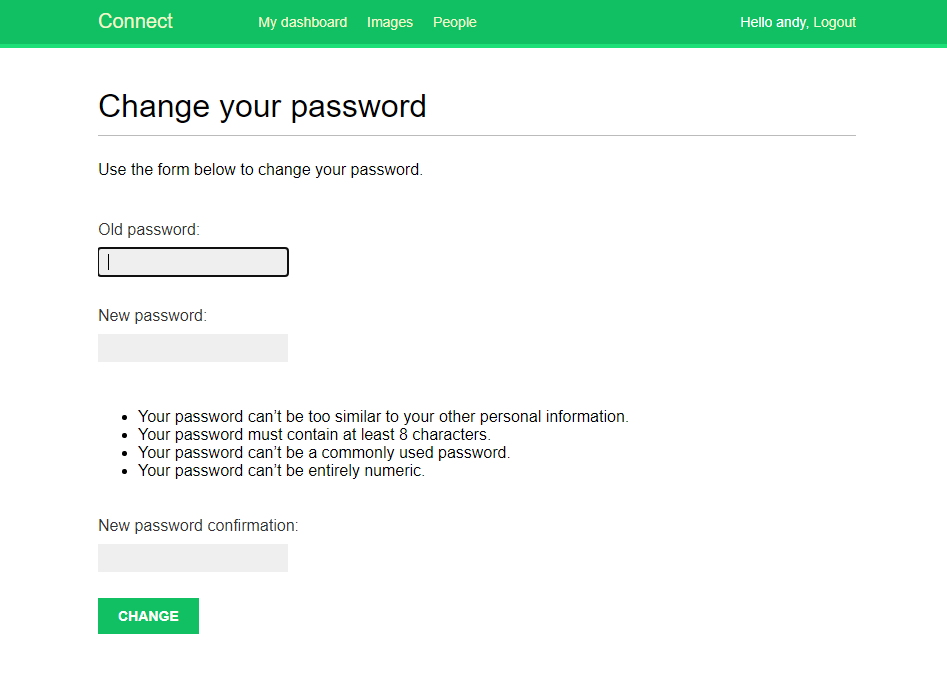 Connect My dashboard Images People Hello andy, Logout
Change your password
Use the form below to change your password.
Old password:
New password:
Your password can’t be too similar to your other personal information.
Your password must contain at least 8 characters.
Your password can’t be a commonly used password.
Your password can’t be entirely numeric.
New password confirmation:
CHANGE